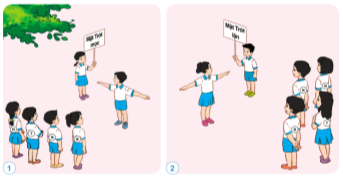 Mặt Trời
mọc
Mặt Trời
lặn
1
2